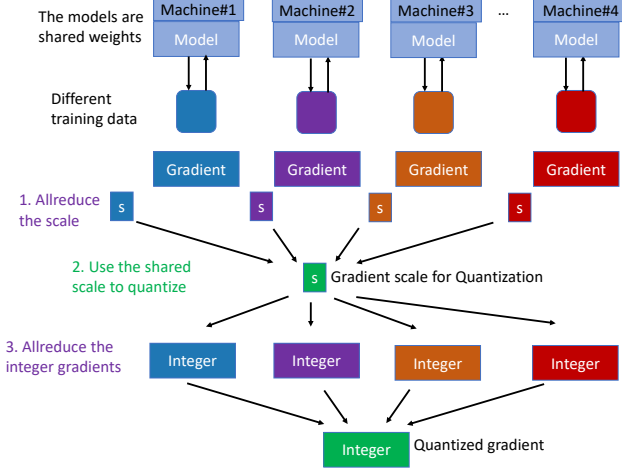 The models are
shared weights
Machine#1 Machine#2 Machine#3 ... Machine#4
Model Model Model Model
Different
training data
Gradient Gradient Gradient Gradient
1. Allreduce
the scale
s s s s
2. Use the shared
scale to quantize
s Gradient scale for Quantization
3. Allreduce the
integer gradients
Integer Integer Integer Integer
Integer Quantized gradient